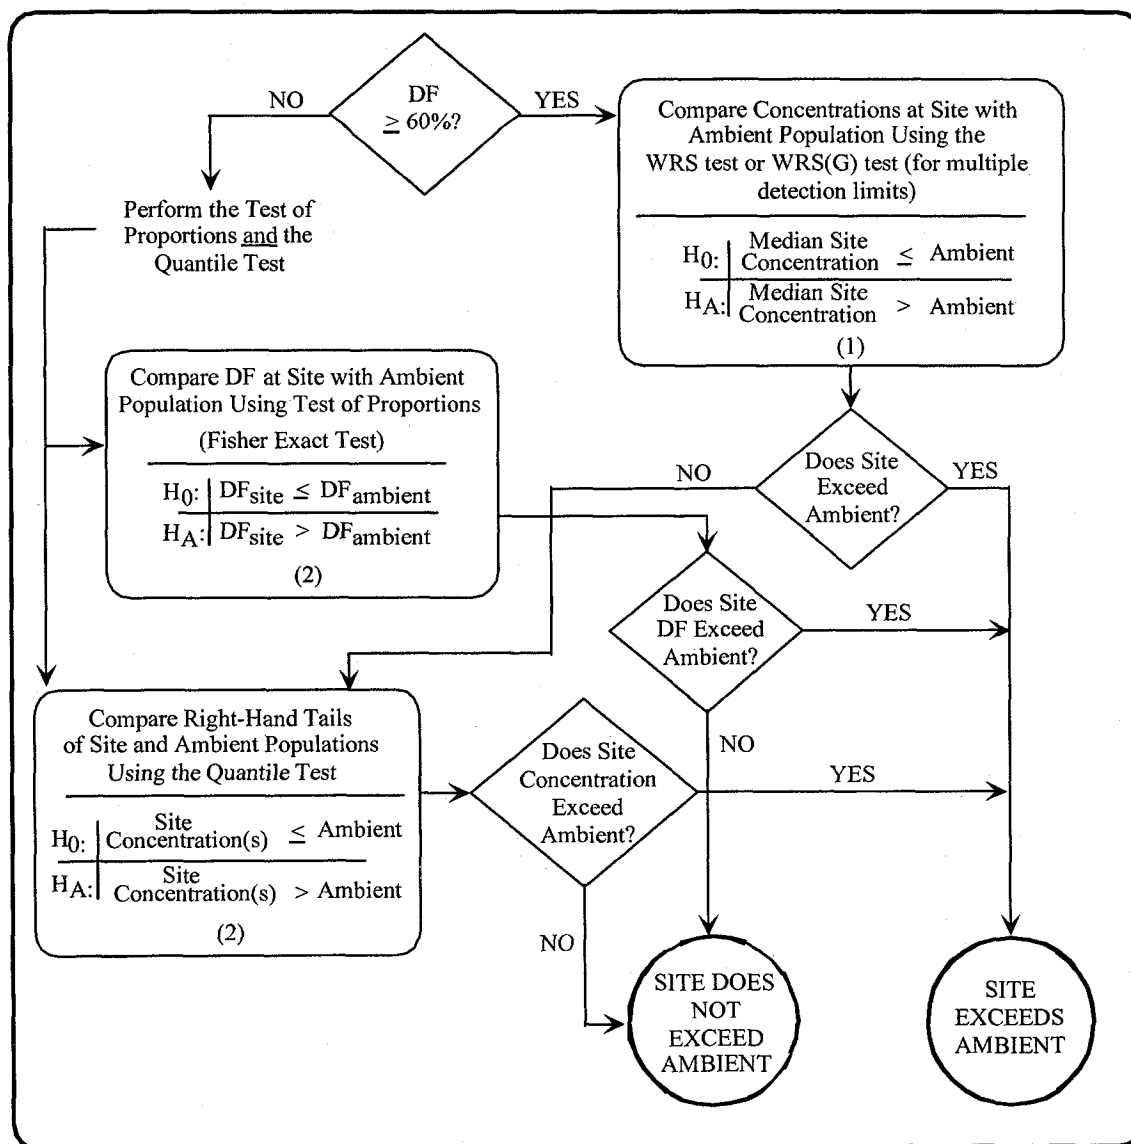 NO
DF
≥ 60%?
YES
Compare Concentrations at Site with
Ambient Population Using the
WRS test or WRS(G) test (for multiple
detection limits)
H0: Median Site Concentration ≤ Ambient
HA: Median Site Concentration > Ambient
(1)
Perform the Test of
Proportions and the
Quantile Test
Compare DF at Site with Ambient
Population Using Test of Proportions
(Fisher Exact Test)
H0: DFsite ≤ DFambient
HA: DFsite > DFambient
(2)
NO
Does Site
Exceed
Ambient?
YES
Does Site
DF Exceed
Ambient?
YES
NO
Compare Right-Hand Tails
of Site and Ambient Populations
Using the Quantile Test
H0: Site Concentration(s) ≤ Ambient
HA: Site Concentration(s) > Ambient
(2)
Does Site
Concentration
Exceed
Ambient?
YES
NO
SITE DOES
NOT
EXCEED
AMBIENT
SITE
EXCEEDS
AMBIENT